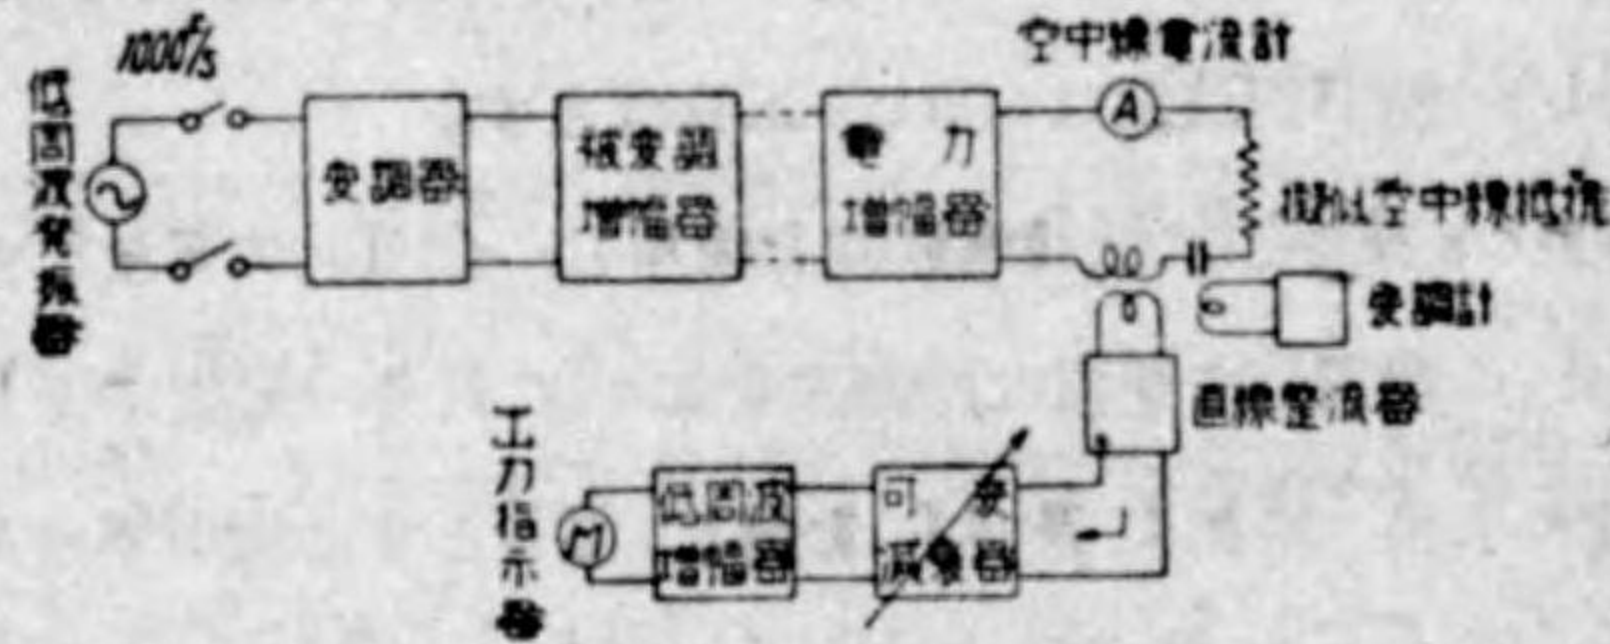 1000c/s
低周波発振器
変調器
被変調
増幅器
電力
増幅器
空中線電流計
A
擬似空中線抵抗
変調計
直線整流器
可変
減衰器
低周波
増幅器
M
出力指示器